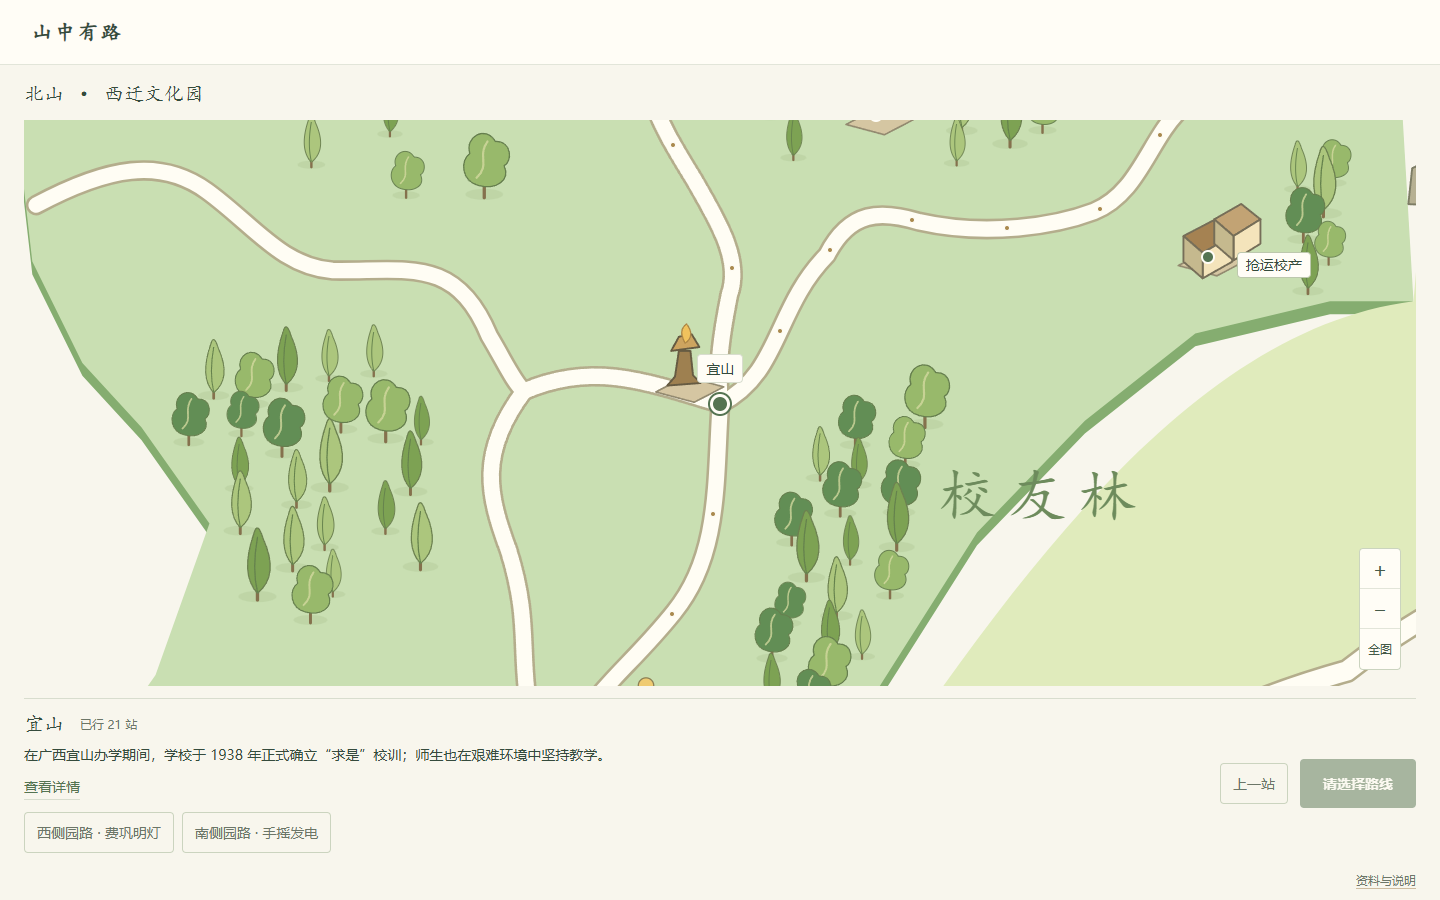 山中有路
北山 • 西迁文化园
抢运校产
宜山
校友林
+
−
全图
宜山 已行 21 站
在广西宜山办学期间，学校于 1938 年正式确立“求是”校训；师生也在艰难环境中坚持教学。
查看详情
上一站 请选择路线
西侧园路 · 费巩明灯 南侧园路 · 手摇发电
资料与说明